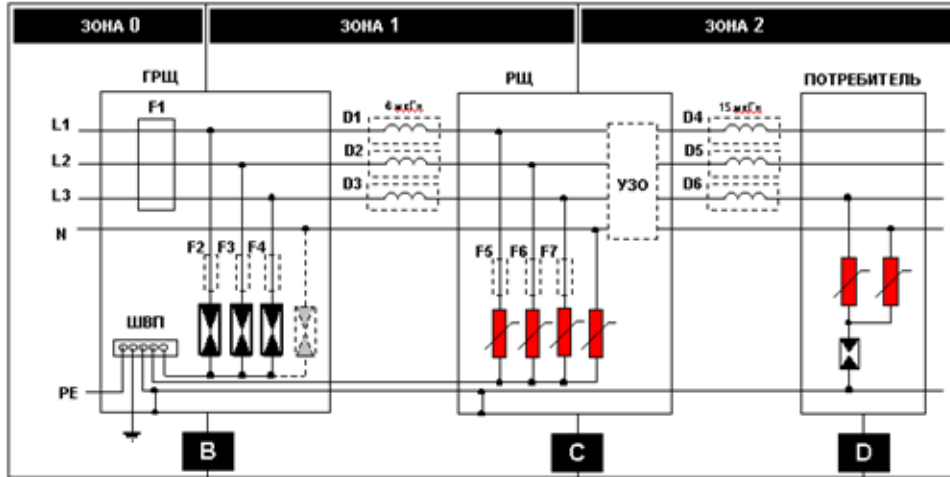 ЗОНА 0
ЗОНА 1
ЗОНА 2
ГРЩ
РЩ
ПОТРЕБИТЕЛЬ
F1
6 мкГн
15 мкГн
L1
D1
D4
L2
D2
D5
L3
D3
D6
УЗО
N
F2
F3
F4
F5
F6
F7
ШВП
PE
B
C
D